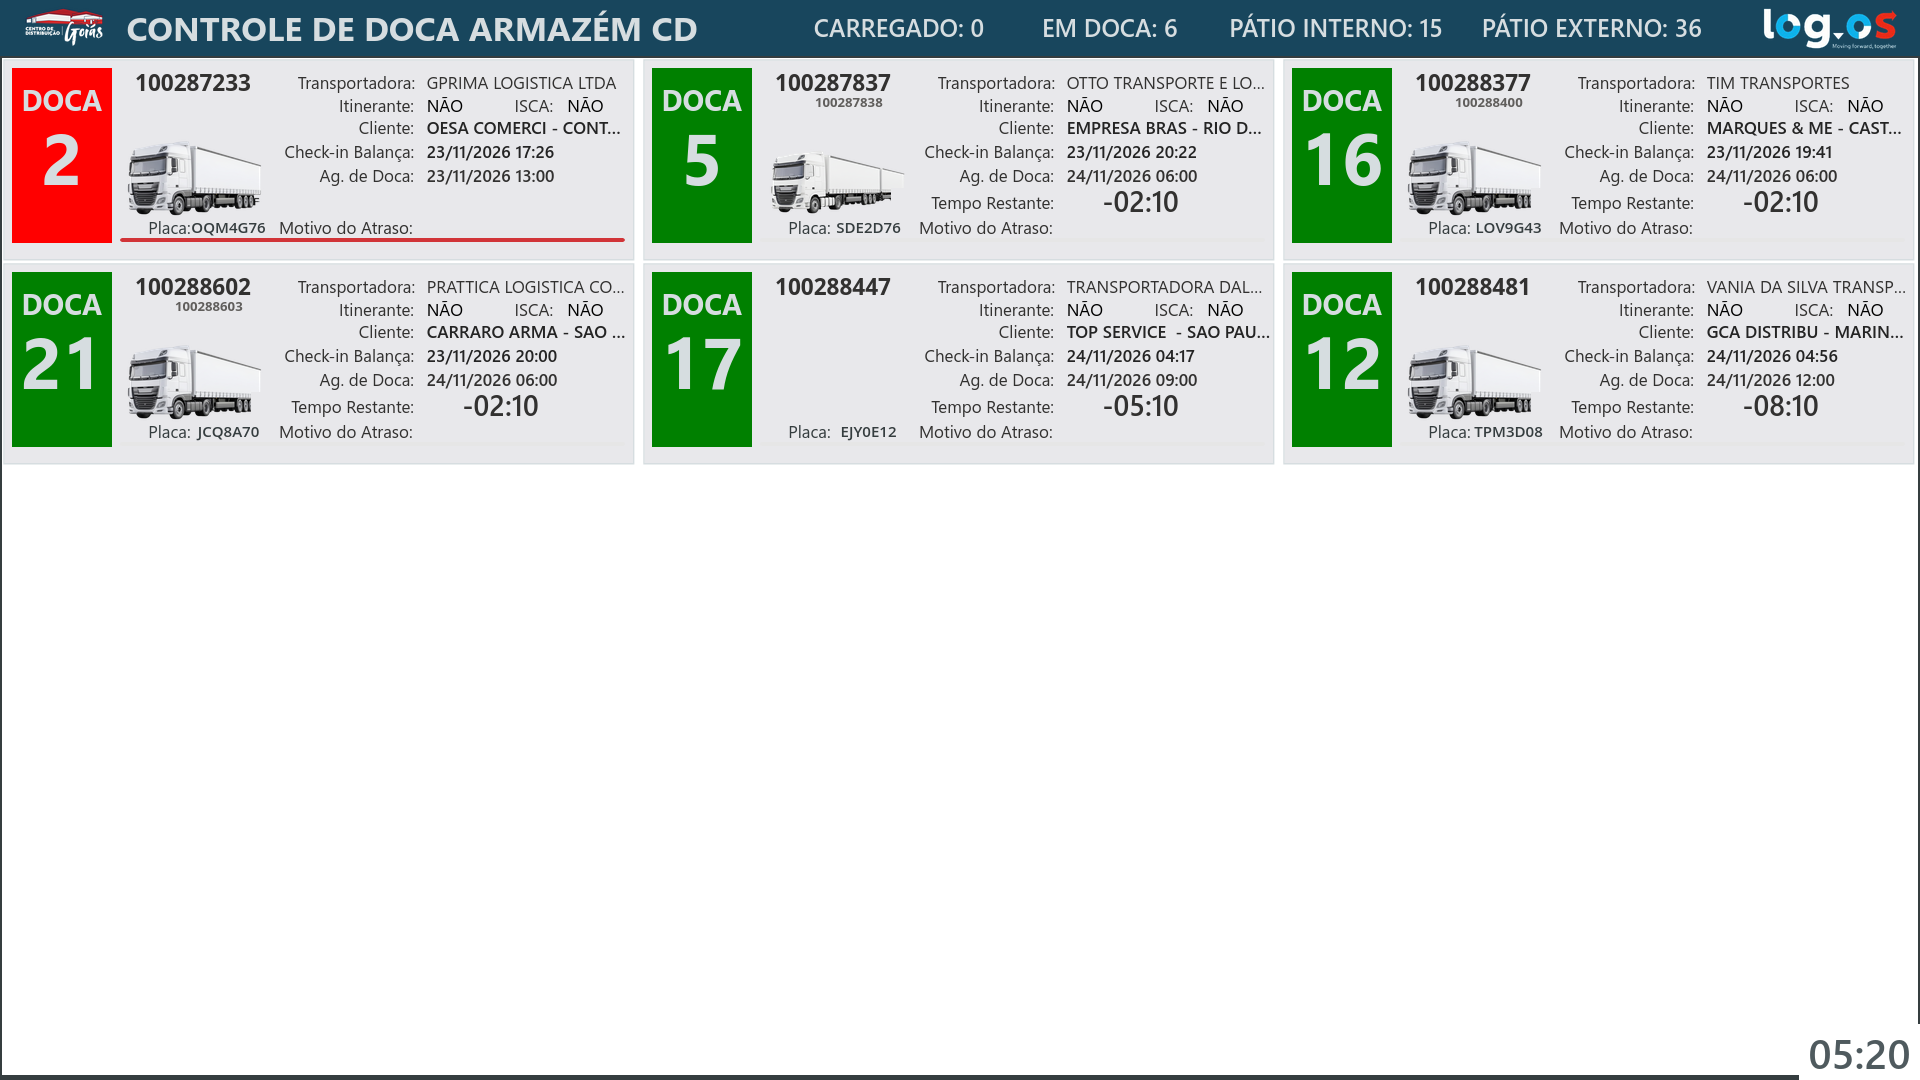 CENTRO DE DISTRIBUIÇÃO Goiás
CONTROLE DE DOCA ARMAZÉM CD
CARREGADO: 0
EM DOCA: 6
PÁTIO INTERNO: 15
PÁTIO EXTERNO: 36
log.os
Moving forward, together
DOCA
2
100287233
Transportadora: GPRIMA LOGISTICA LTDA
Itinerante: NÃO ISCA: NÃO
Cliente: OESA COMERCI - CONT...
Check-in Balança: 23/11/2026 17:26
Ag. de Doca: 23/11/2026 13:00
Placa:OQM4G76 Motivo do Atraso:
DOCA
5
100287837
100287838
Transportadora: OTTO TRANSPORTE E LO...
Itinerante: NÃO ISCA: NÃO
Cliente: EMPRESA BRAS - RIO D...
Check-in Balança: 23/11/2026 20:22
Ag. de Doca: 24/11/2026 06:00
Tempo Restante: -02:10
Placa: SDE2D76 Motivo do Atraso:
DOCA
16
100288377
100288400
Transportadora: TIM TRANSPORTES
Itinerante: NÃO ISCA: NÃO
Cliente: MARQUES & ME - CAST...
Check-in Balança: 23/11/2026 19:41
Ag. de Doca: 24/11/2026 06:00
Tempo Restante: -02:10
Placa: LOV9G43 Motivo do Atraso:
DOCA
21
100288602
100288603
Transportadora: PRATTICA LOGISTICA CO...
Itinerante: NÃO ISCA: NÃO
Cliente: CARRARO ARMA - SAO ...
Check-in Balança: 23/11/2026 20:00
Ag. de Doca: 24/11/2026 06:00
Tempo Restante: -02:10
Placa: JCQ8A70 Motivo do Atraso:
DOCA
17
100288447
Transportadora: TRANSPORTADORA DAL...
Itinerante: NÃO ISCA: NÃO
Cliente: TOP SERVICE - SAO PAU...
Check-in Balança: 24/11/2026 04:17
Ag. de Doca: 24/11/2026 09:00
Tempo Restante: -05:10
Placa: EJY0E12 Motivo do Atraso:
DOCA
12
100288481
Transportadora: VANIA DA SILVA TRANSP...
Itinerante: NÃO ISCA: NÃO
Cliente: GCA DISTRIBU - MARIN...
Check-in Balança: 24/11/2026 04:56
Ag. de Doca: 24/11/2026 12:00
Tempo Restante: -08:10
Placa: TPM3D08 Motivo do Atraso:
05:20